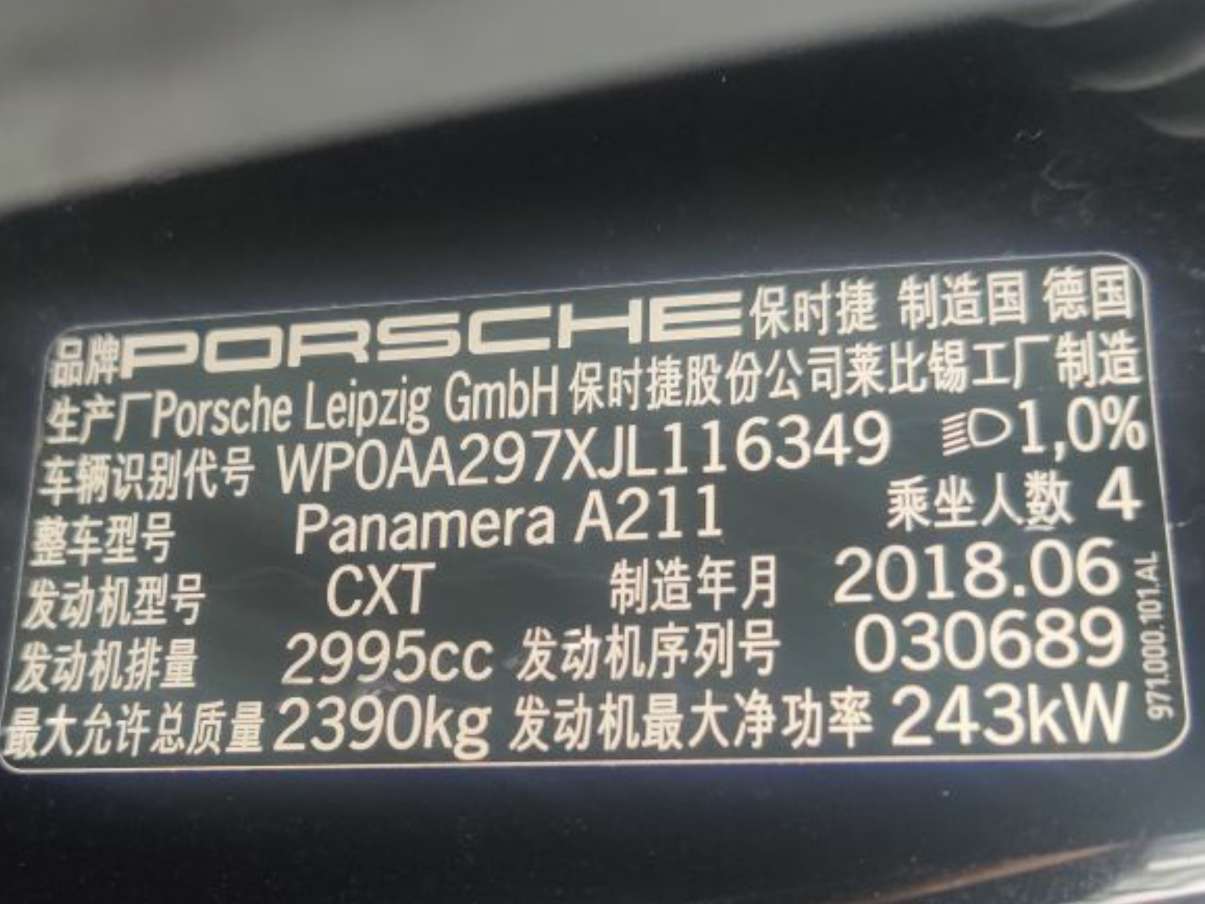 品牌PORSCHE保时捷 制造国 德国
生产厂Porsche Leipzig GmbH 保时捷股份公司莱比锡工厂制造
车辆识别代号 WP0AA297XJL116349 1,0%
整车型号 Panamera A211 乘坐人数 4
发动机型号 CXT 制造年月 2018.06
发动机排量 2995cc 发动机序列号 030689
最大允许总质量 2390kg 发动机最大净功率 243kW
971.000.101.AL